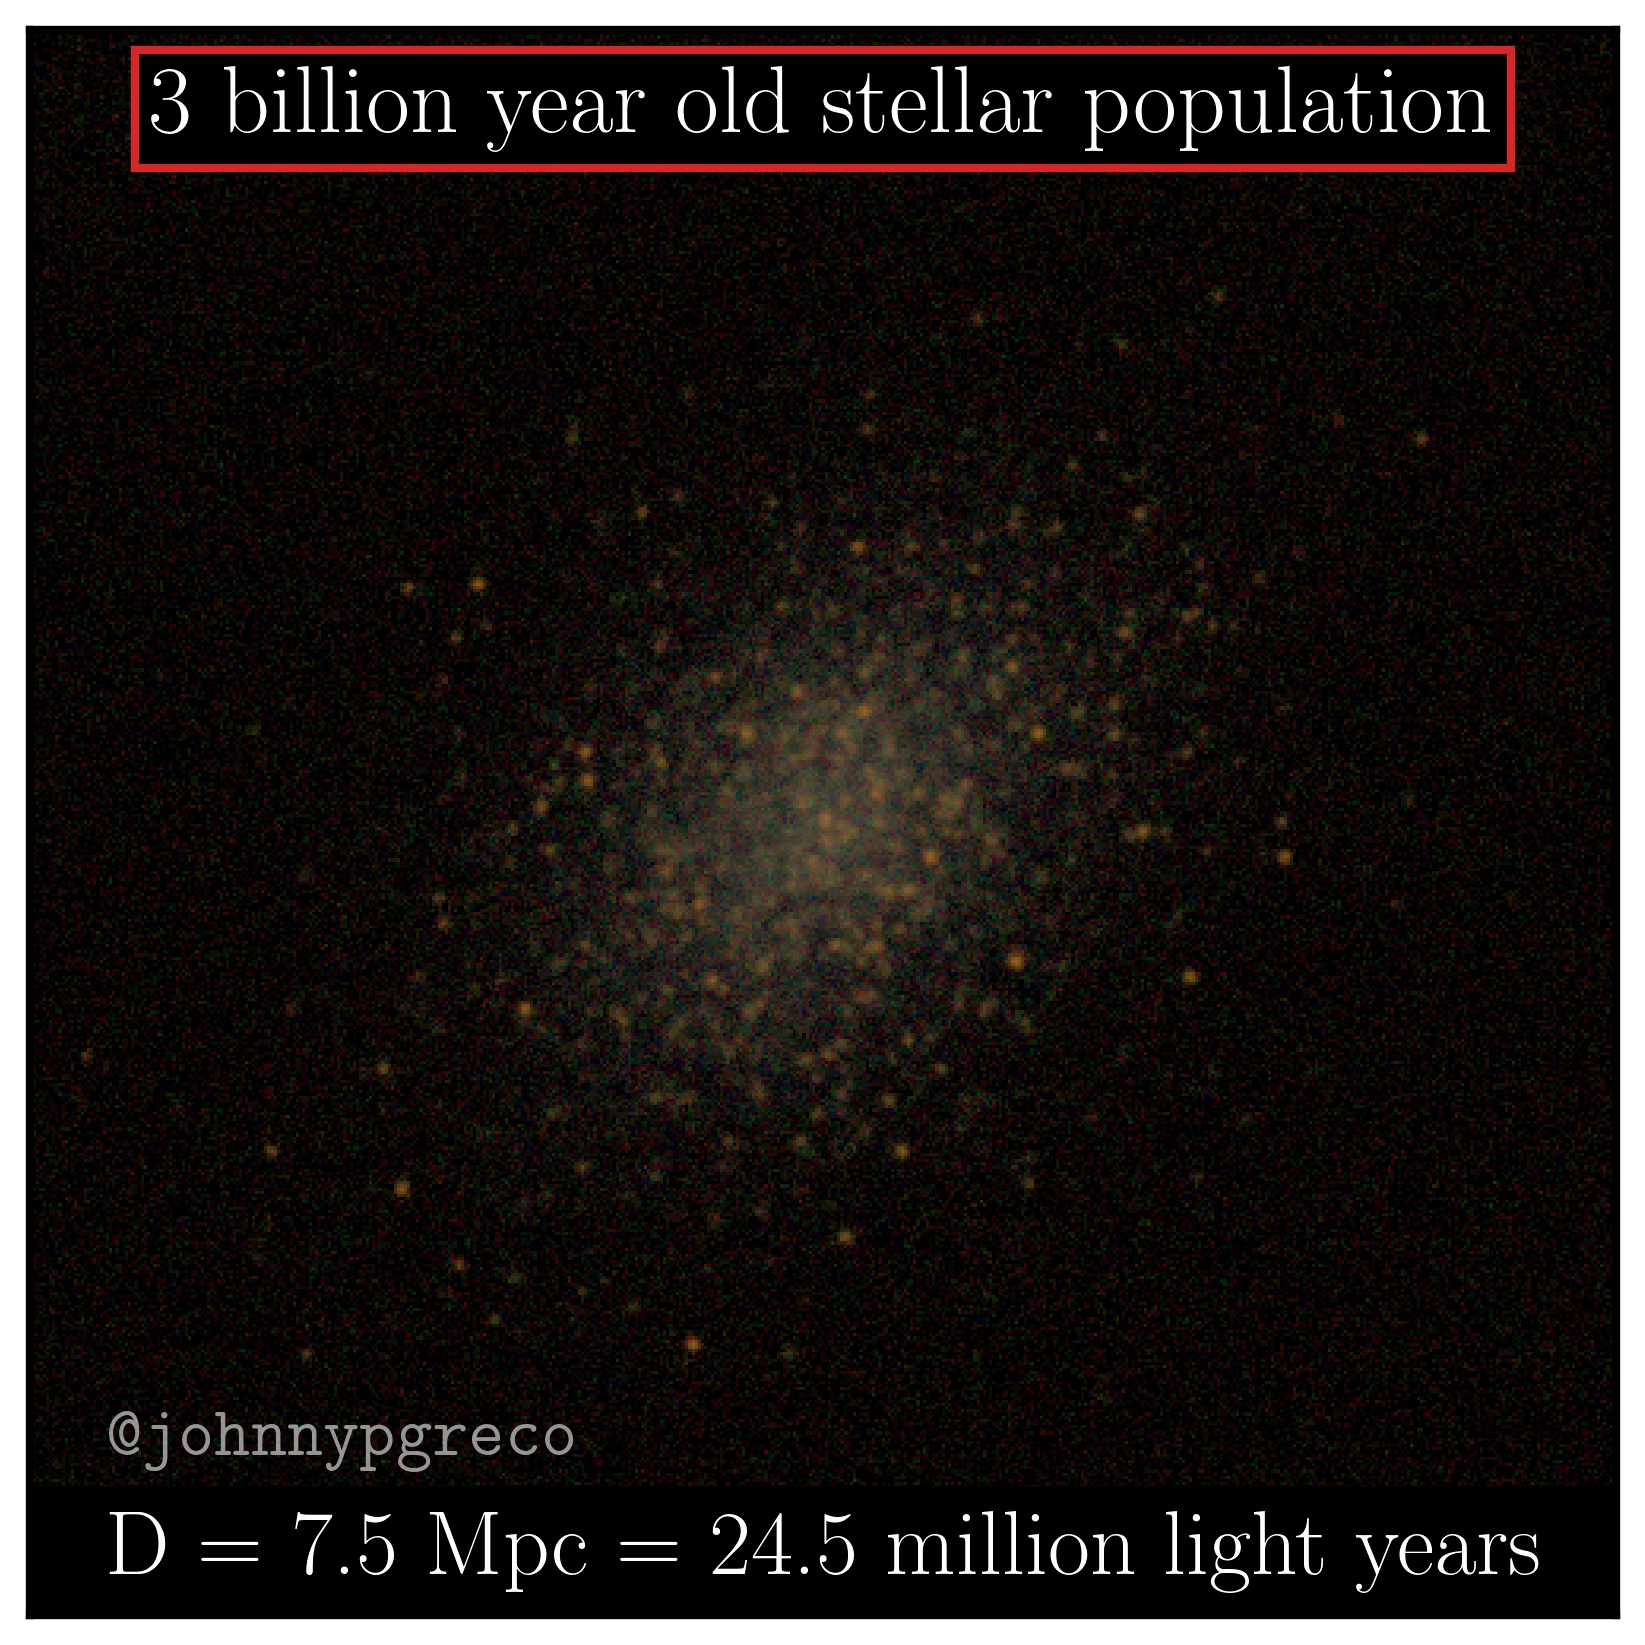 3 billion year old stellar population
@johnnypgreco
D = 7.5 Mpc = 24.5 million light years